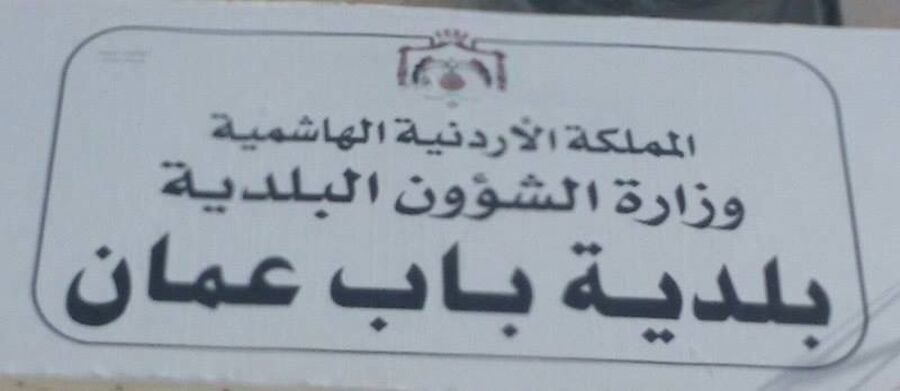 المملكة الأردنية الهاشمية
وزارة الشؤون البلدية
بلدية باب عمان